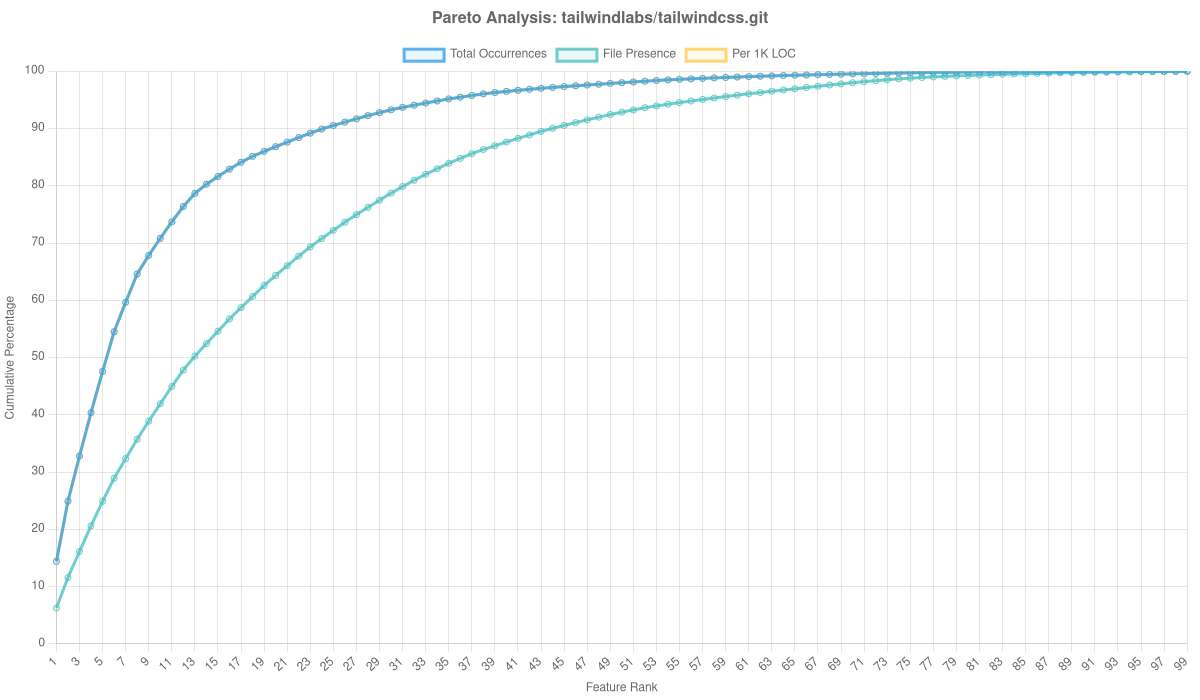 Pareto Analysis: tailwindlabs/tailwindcss.git
Total Occurrences File Presence Per 1K LOC
100
90
80
70
60
50
40
30
20
10
0
Cumulative Percentage
1 3 5 7 9 11 13 15 17 19 21 23 25 27 29 31 33 35 37 39 41 43 45 47 49 51 53 55 57 59 61 63 65 67 69 71 73 75 77 79 81 83 85 87 89 91 93 95 97 99
Feature Rank